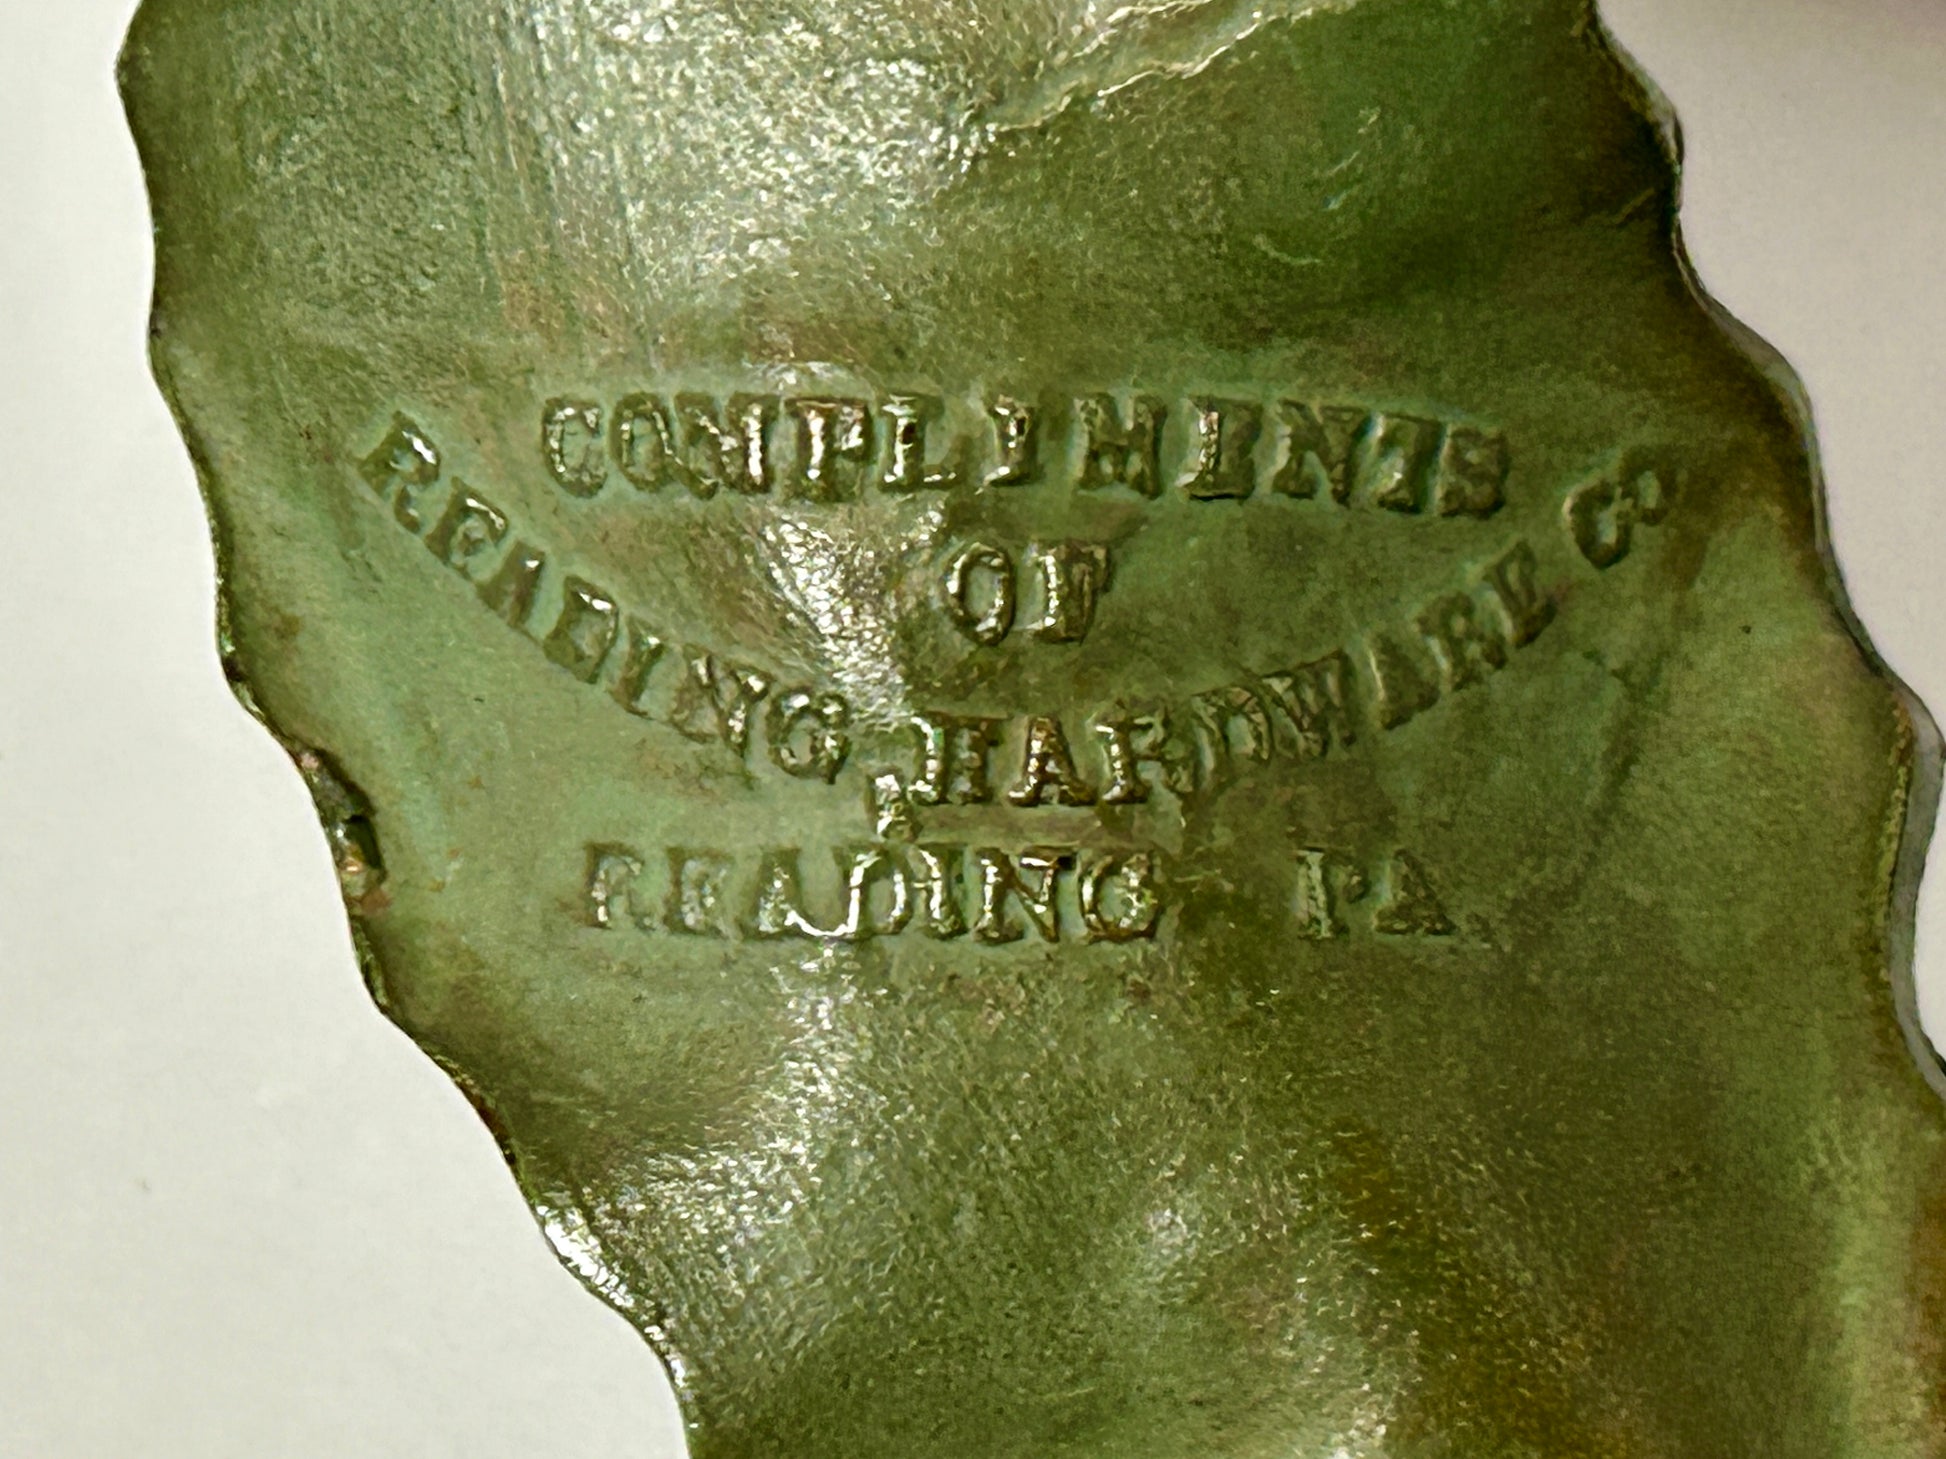 COMPLIMENTS
OF
READING HARDWARE Co
READING PA.